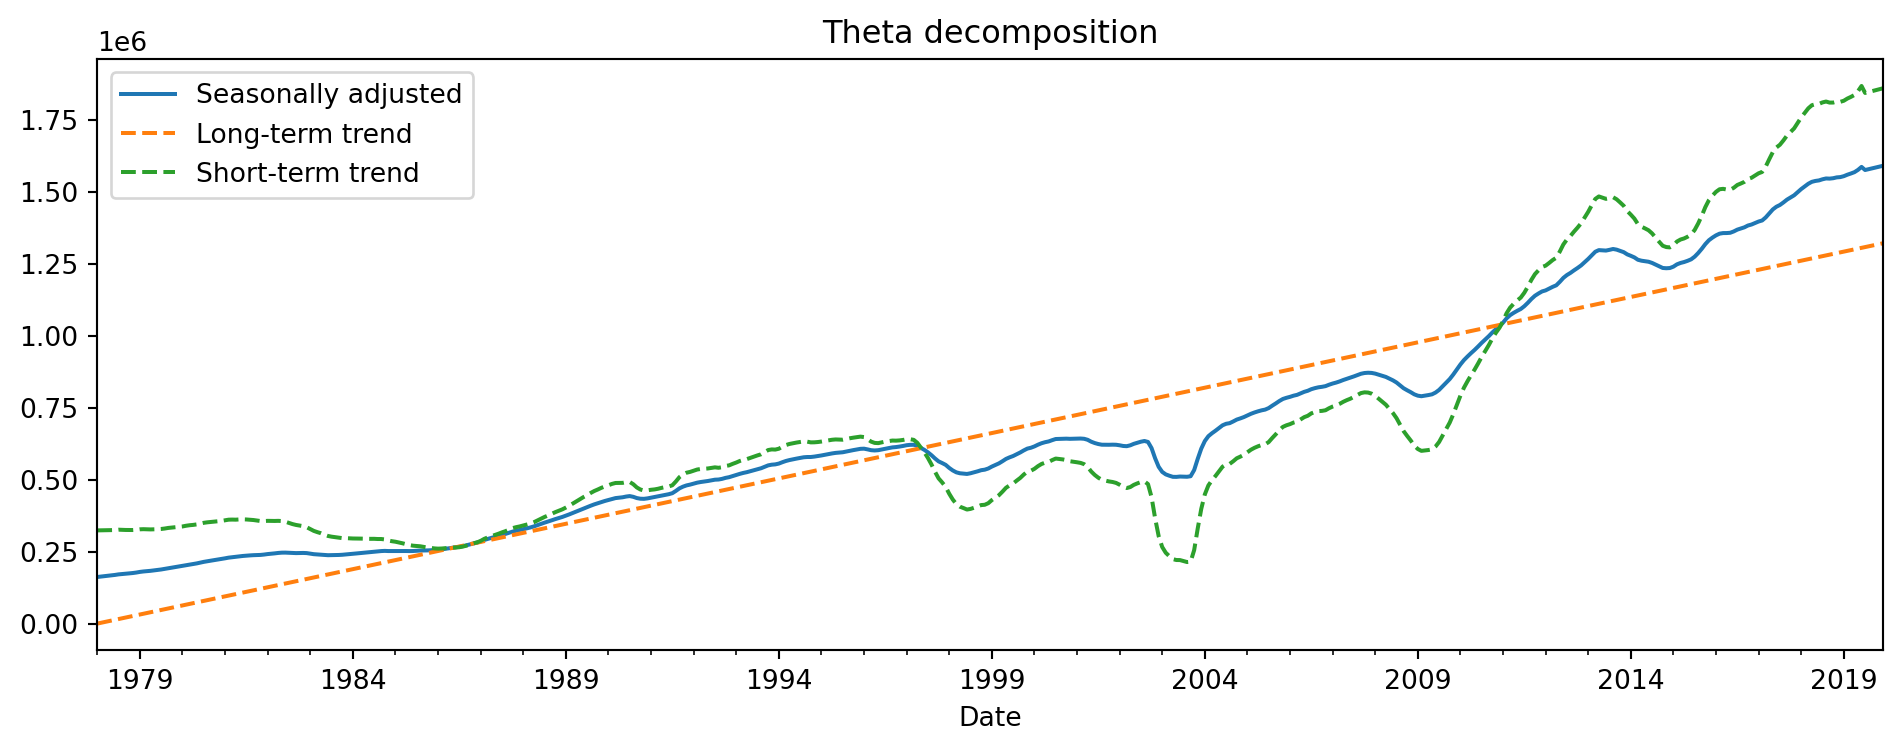 Theta decomposition
1e6
Seasonally adjusted
Long-term trend
Short-term trend
1.75
1.50
1.25
1.00
0.75
0.50
0.25
0.00
1979 1984 1989 1994 1999 2004 2009 2014 2019
Date